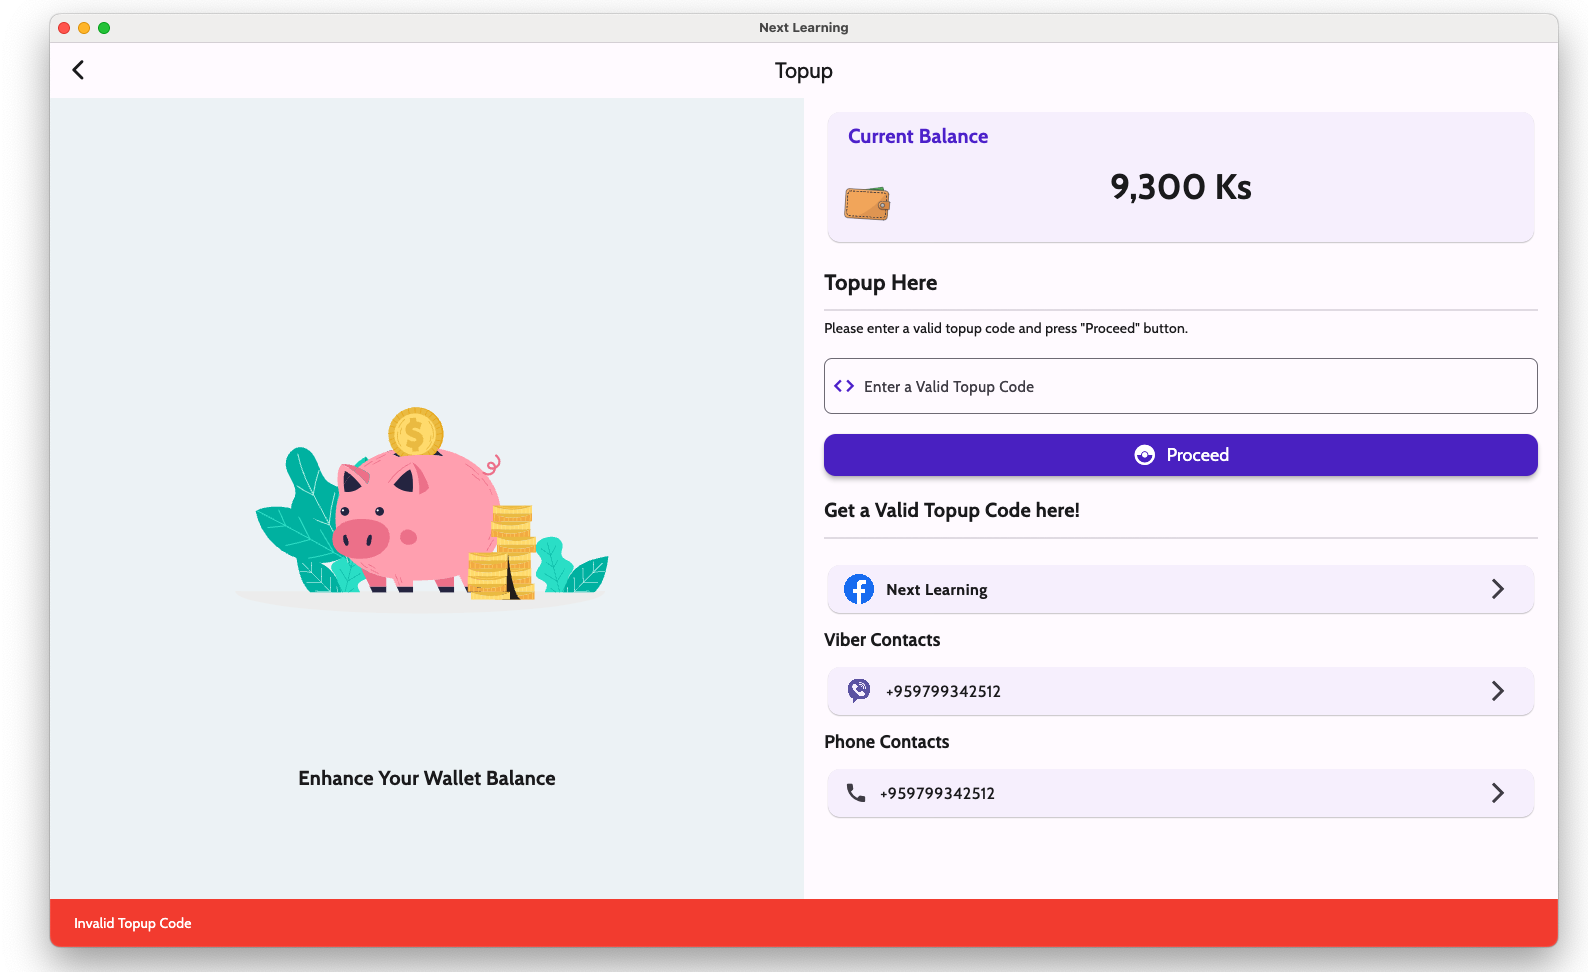 Next Learning
Topup
Current Balance
9,300 Ks
Topup Here
Please enter a valid topup code and press "Proceed" button.
Enter a Valid Topup Code
Proceed
Get a Valid Topup Code here!
Next Learning
Viber Contacts
+959799342512
Phone Contacts
+959799342512
Enhance Your Wallet Balance
Invalid Topup Code